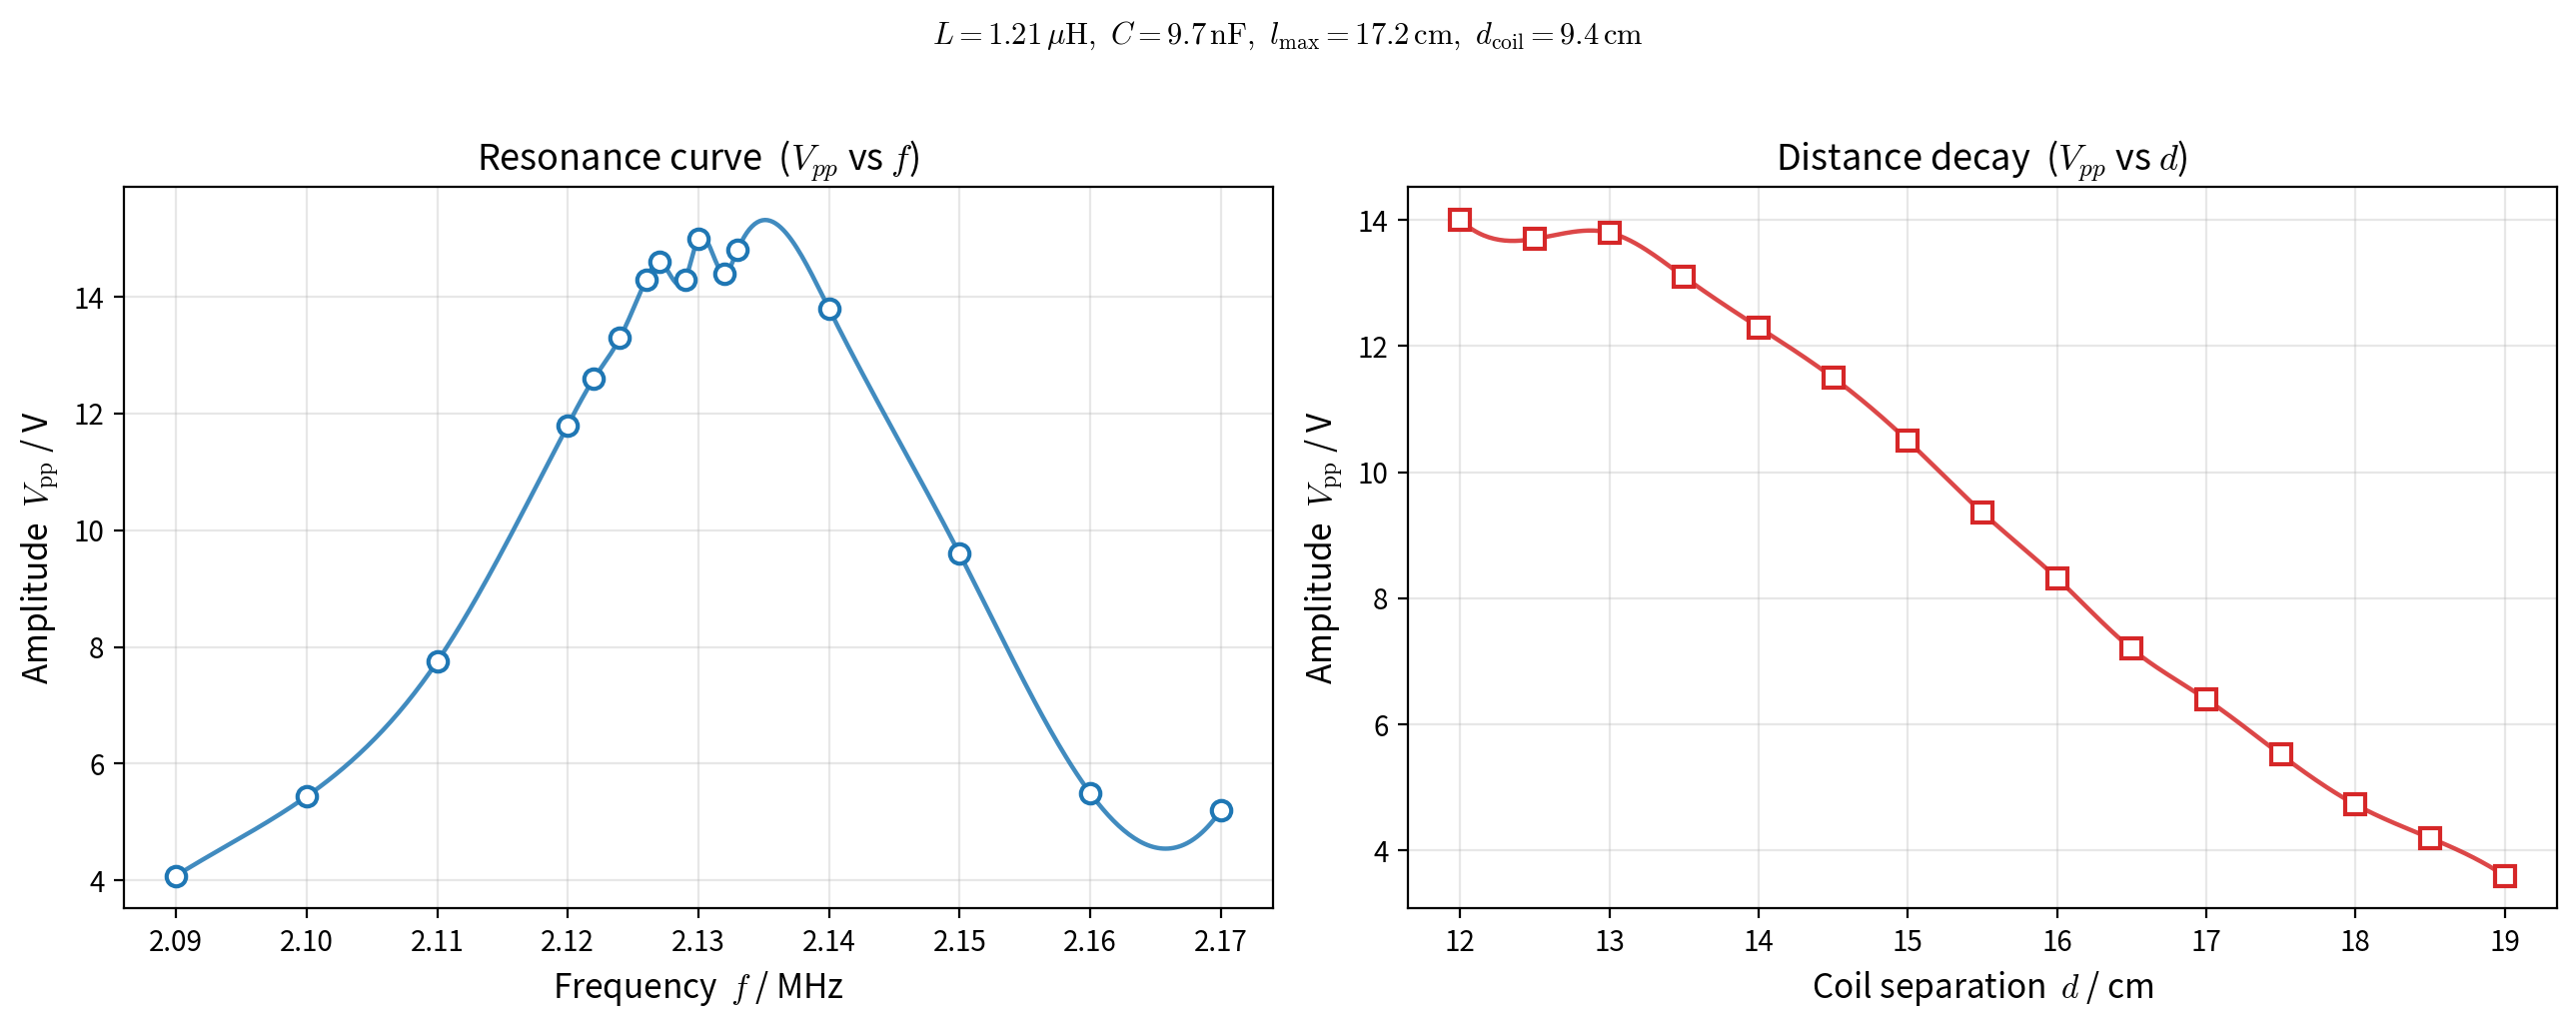 L = 1.21 μH, C = 9.7 nF, l_max = 17.2 cm, d_coil = 9.4 cm
Resonance curve (V_pp vs f)
14
12
10
8
6
4
Amplitude V_pp / V
2.09 2.10 2.11 2.12 2.13 2.14 2.15 2.16 2.17
Frequency f / MHz
Distance decay (V_pp vs d)
14
12
10
8
6
4
Amplitude V_pp / V
12 13 14 15 16 17 18 19
Coil separation d / cm